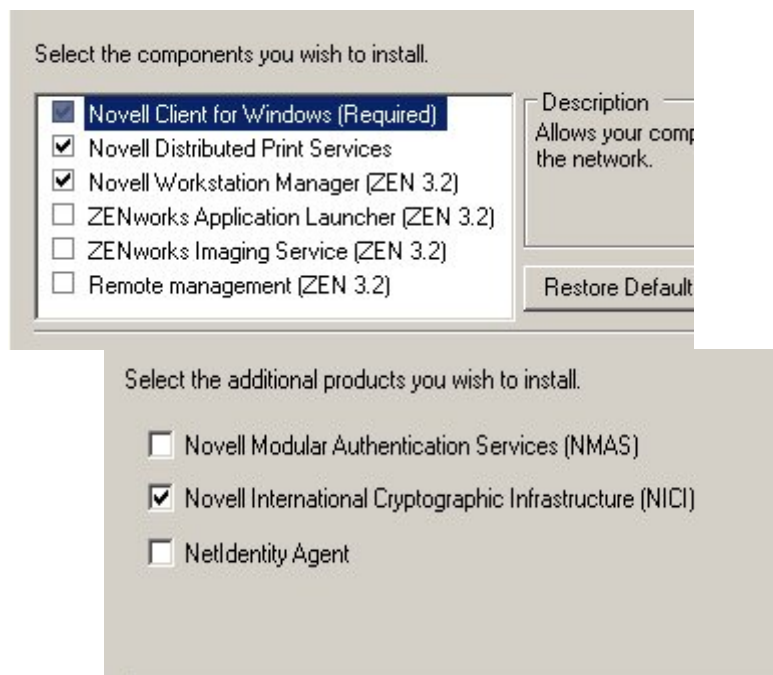 Select the components you wish to install.
Novell Client for Windows (Required)
Novell Distributed Print Services
Novell Workstation Manager (ZEN 3.2)
ZENworks Application Launcher (ZEN 3.2)
ZENworks Imaging Service (ZEN 3.2)
Remote management (ZEN 3.2)
Description
Allows your comp
the network.
Restore Default
Select the additional products you wish to install.
Novell Modular Authentication Services (NMAS)
Novell International Cryptographic Infrastructure (NICI)
NetIdentity Agent